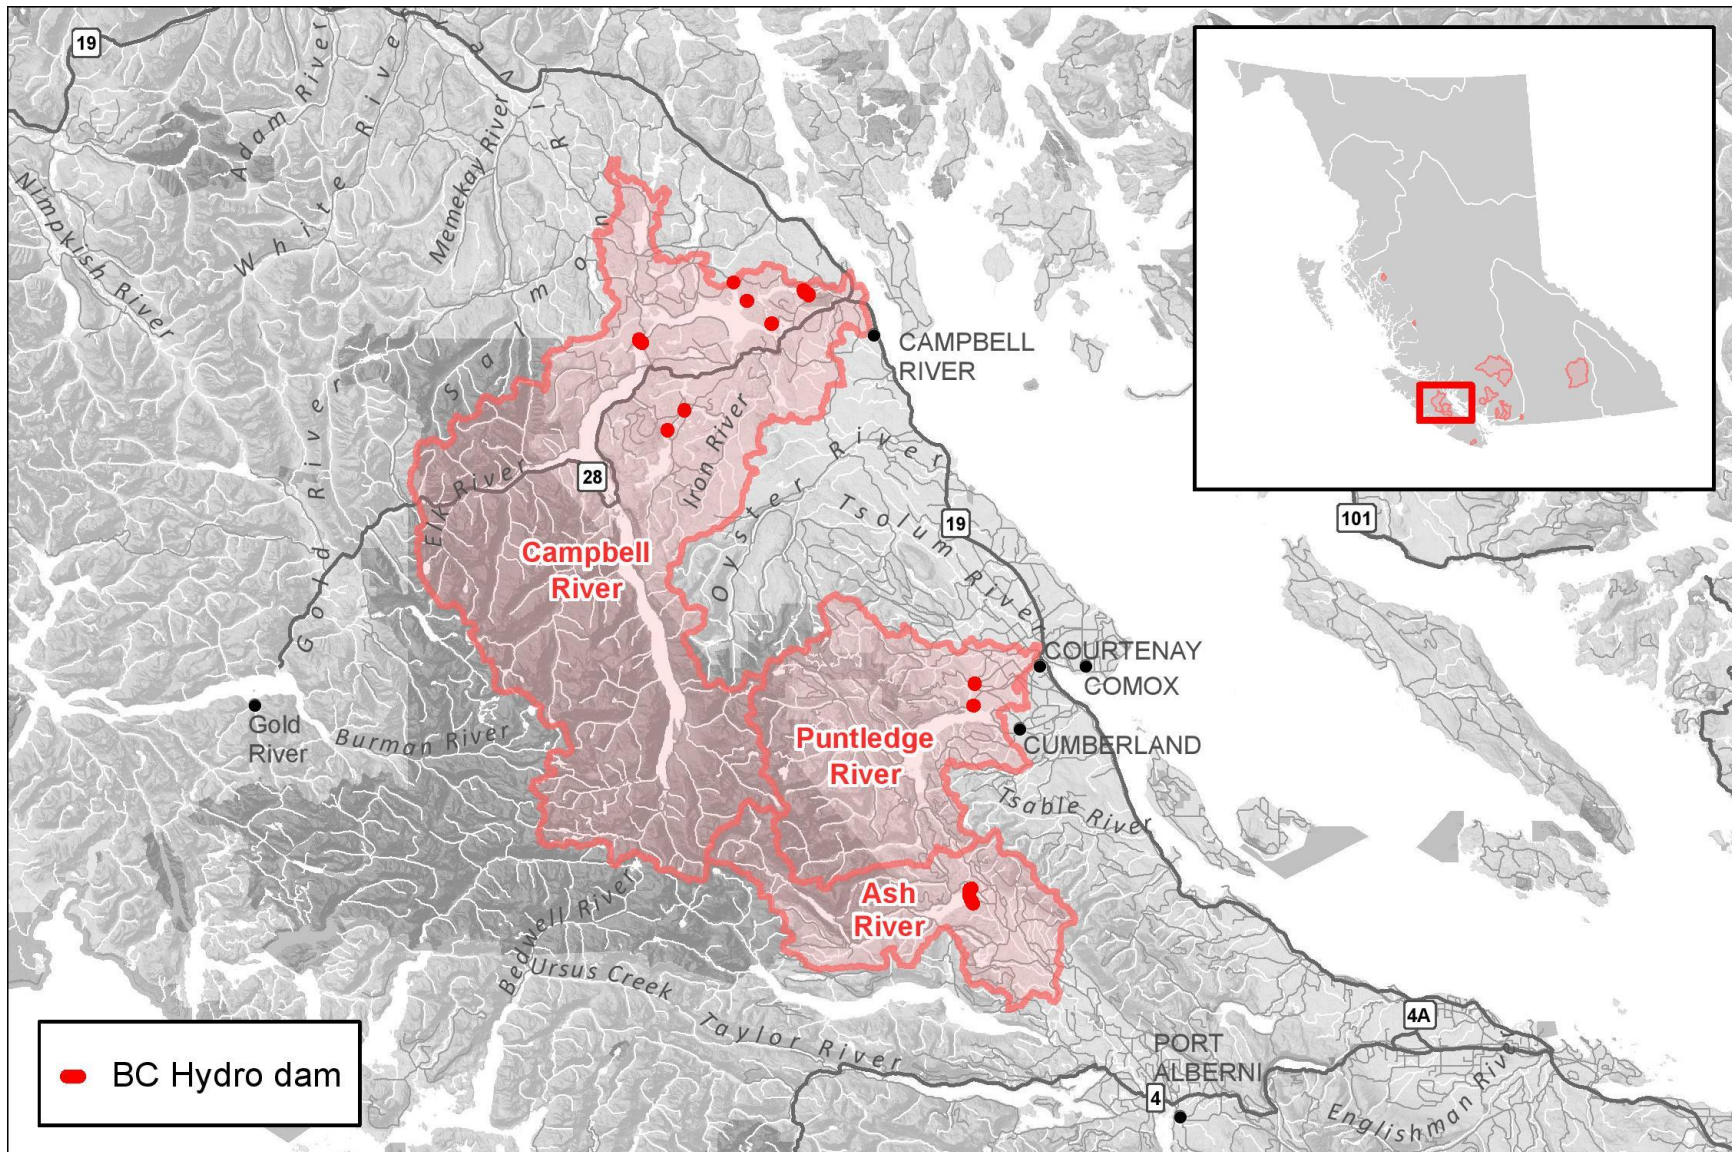 19
Adam River
White River
Memekay River
Salmon River
Nimpkish River
CAMPBELL
RIVER
Gold River
Elk River
28
Iron River
Oyster River
Tsolum River
19
101
Campbell
River
COURTENAY
COMOX
Gold
River
Burman River
Puntledge
River
CUMBERLAND
Tsable River
Ash
River
Bedwell River
Ursus Creek
Taylor River
4A
PORT
ALBERNI
4
Englishman River
BC Hydro dam